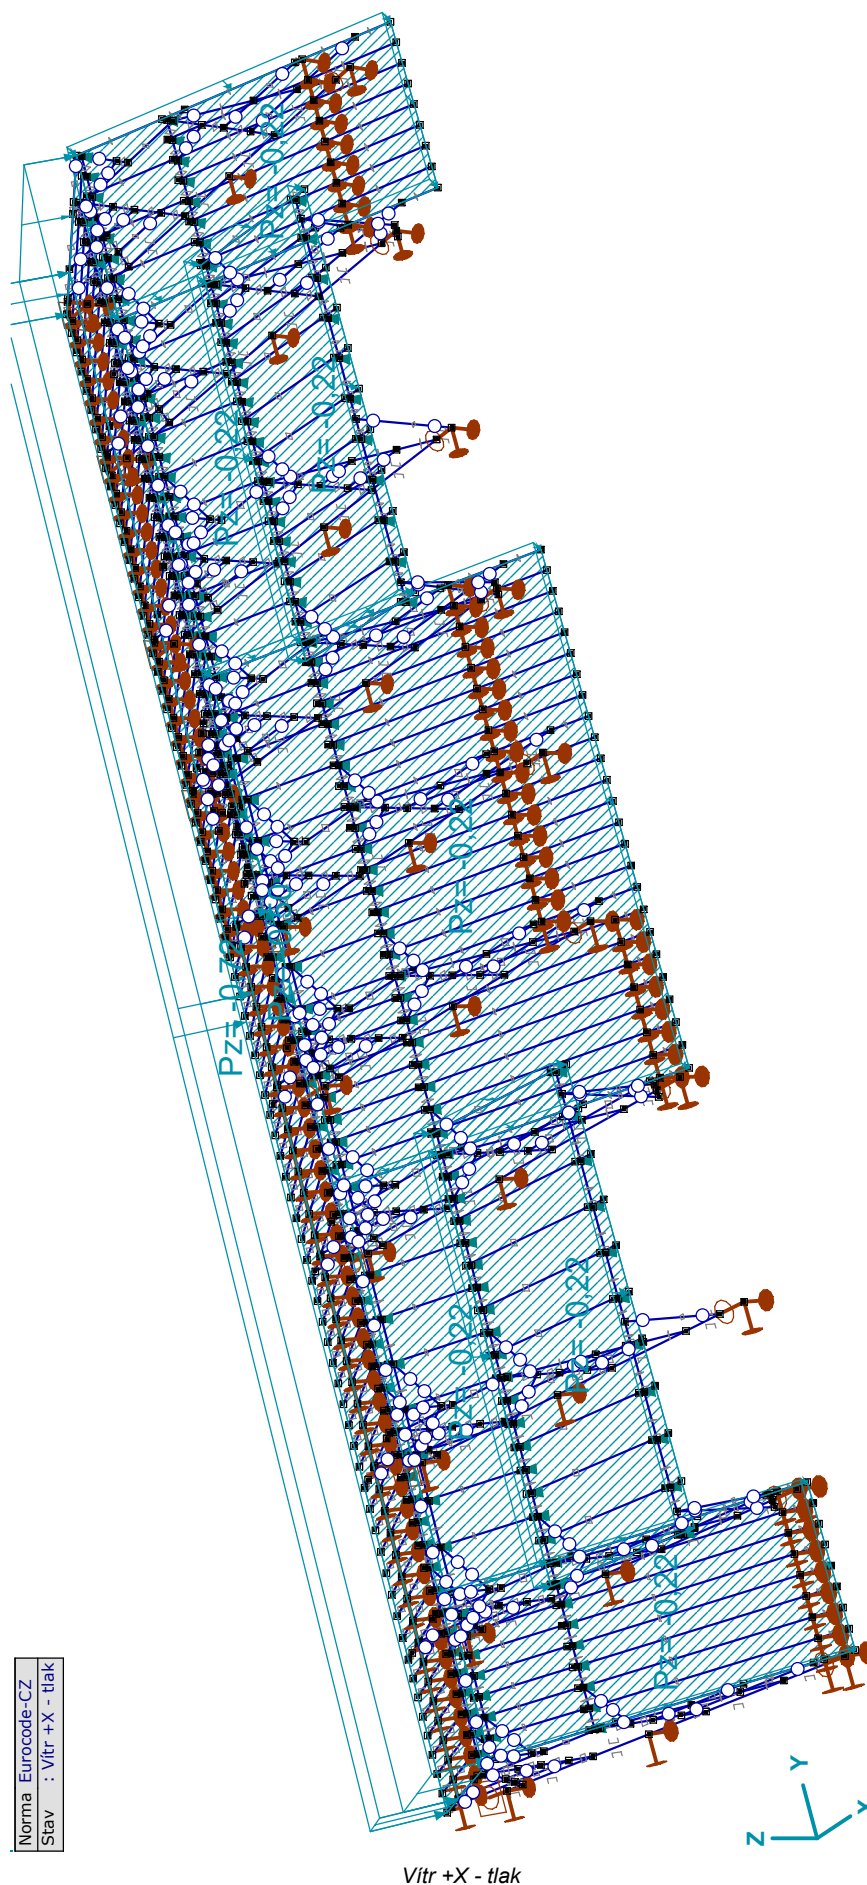 Norma Eurocode-CZ
Stav : Vítr +X - tlak
Pz= -0,22
Pz= -0,22
Pz= -0,22
Pz= -0,22
Pz= -0,22
Pz= -0,22
Pz= -0,22
Z
Y
X
Vítr +X - tlak